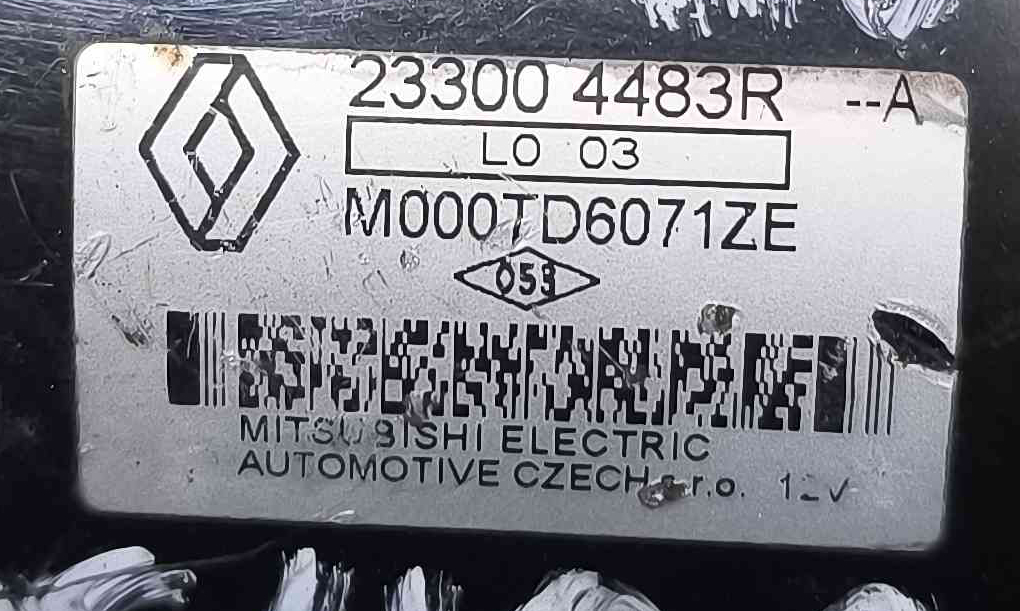 23300 4483R --A
LO 03
M000TD6071ZE
053
MITSUBISHI ELECTRIC
AUTOMOTIVE CZECH s.r.o. 12V